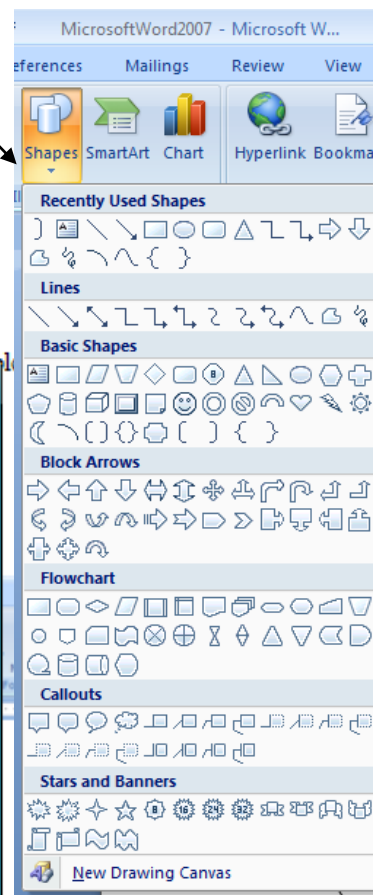 MicrosoftWord2007 - Microsoft W...
eferences Mailings Review View
Shapes SmartArt Chart Hyperlink Bookma
Recently Used Shapes
Lines
Basic Shapes
Block Arrows
Flowchart
Callouts
Stars and Banners
New Drawing Canvas